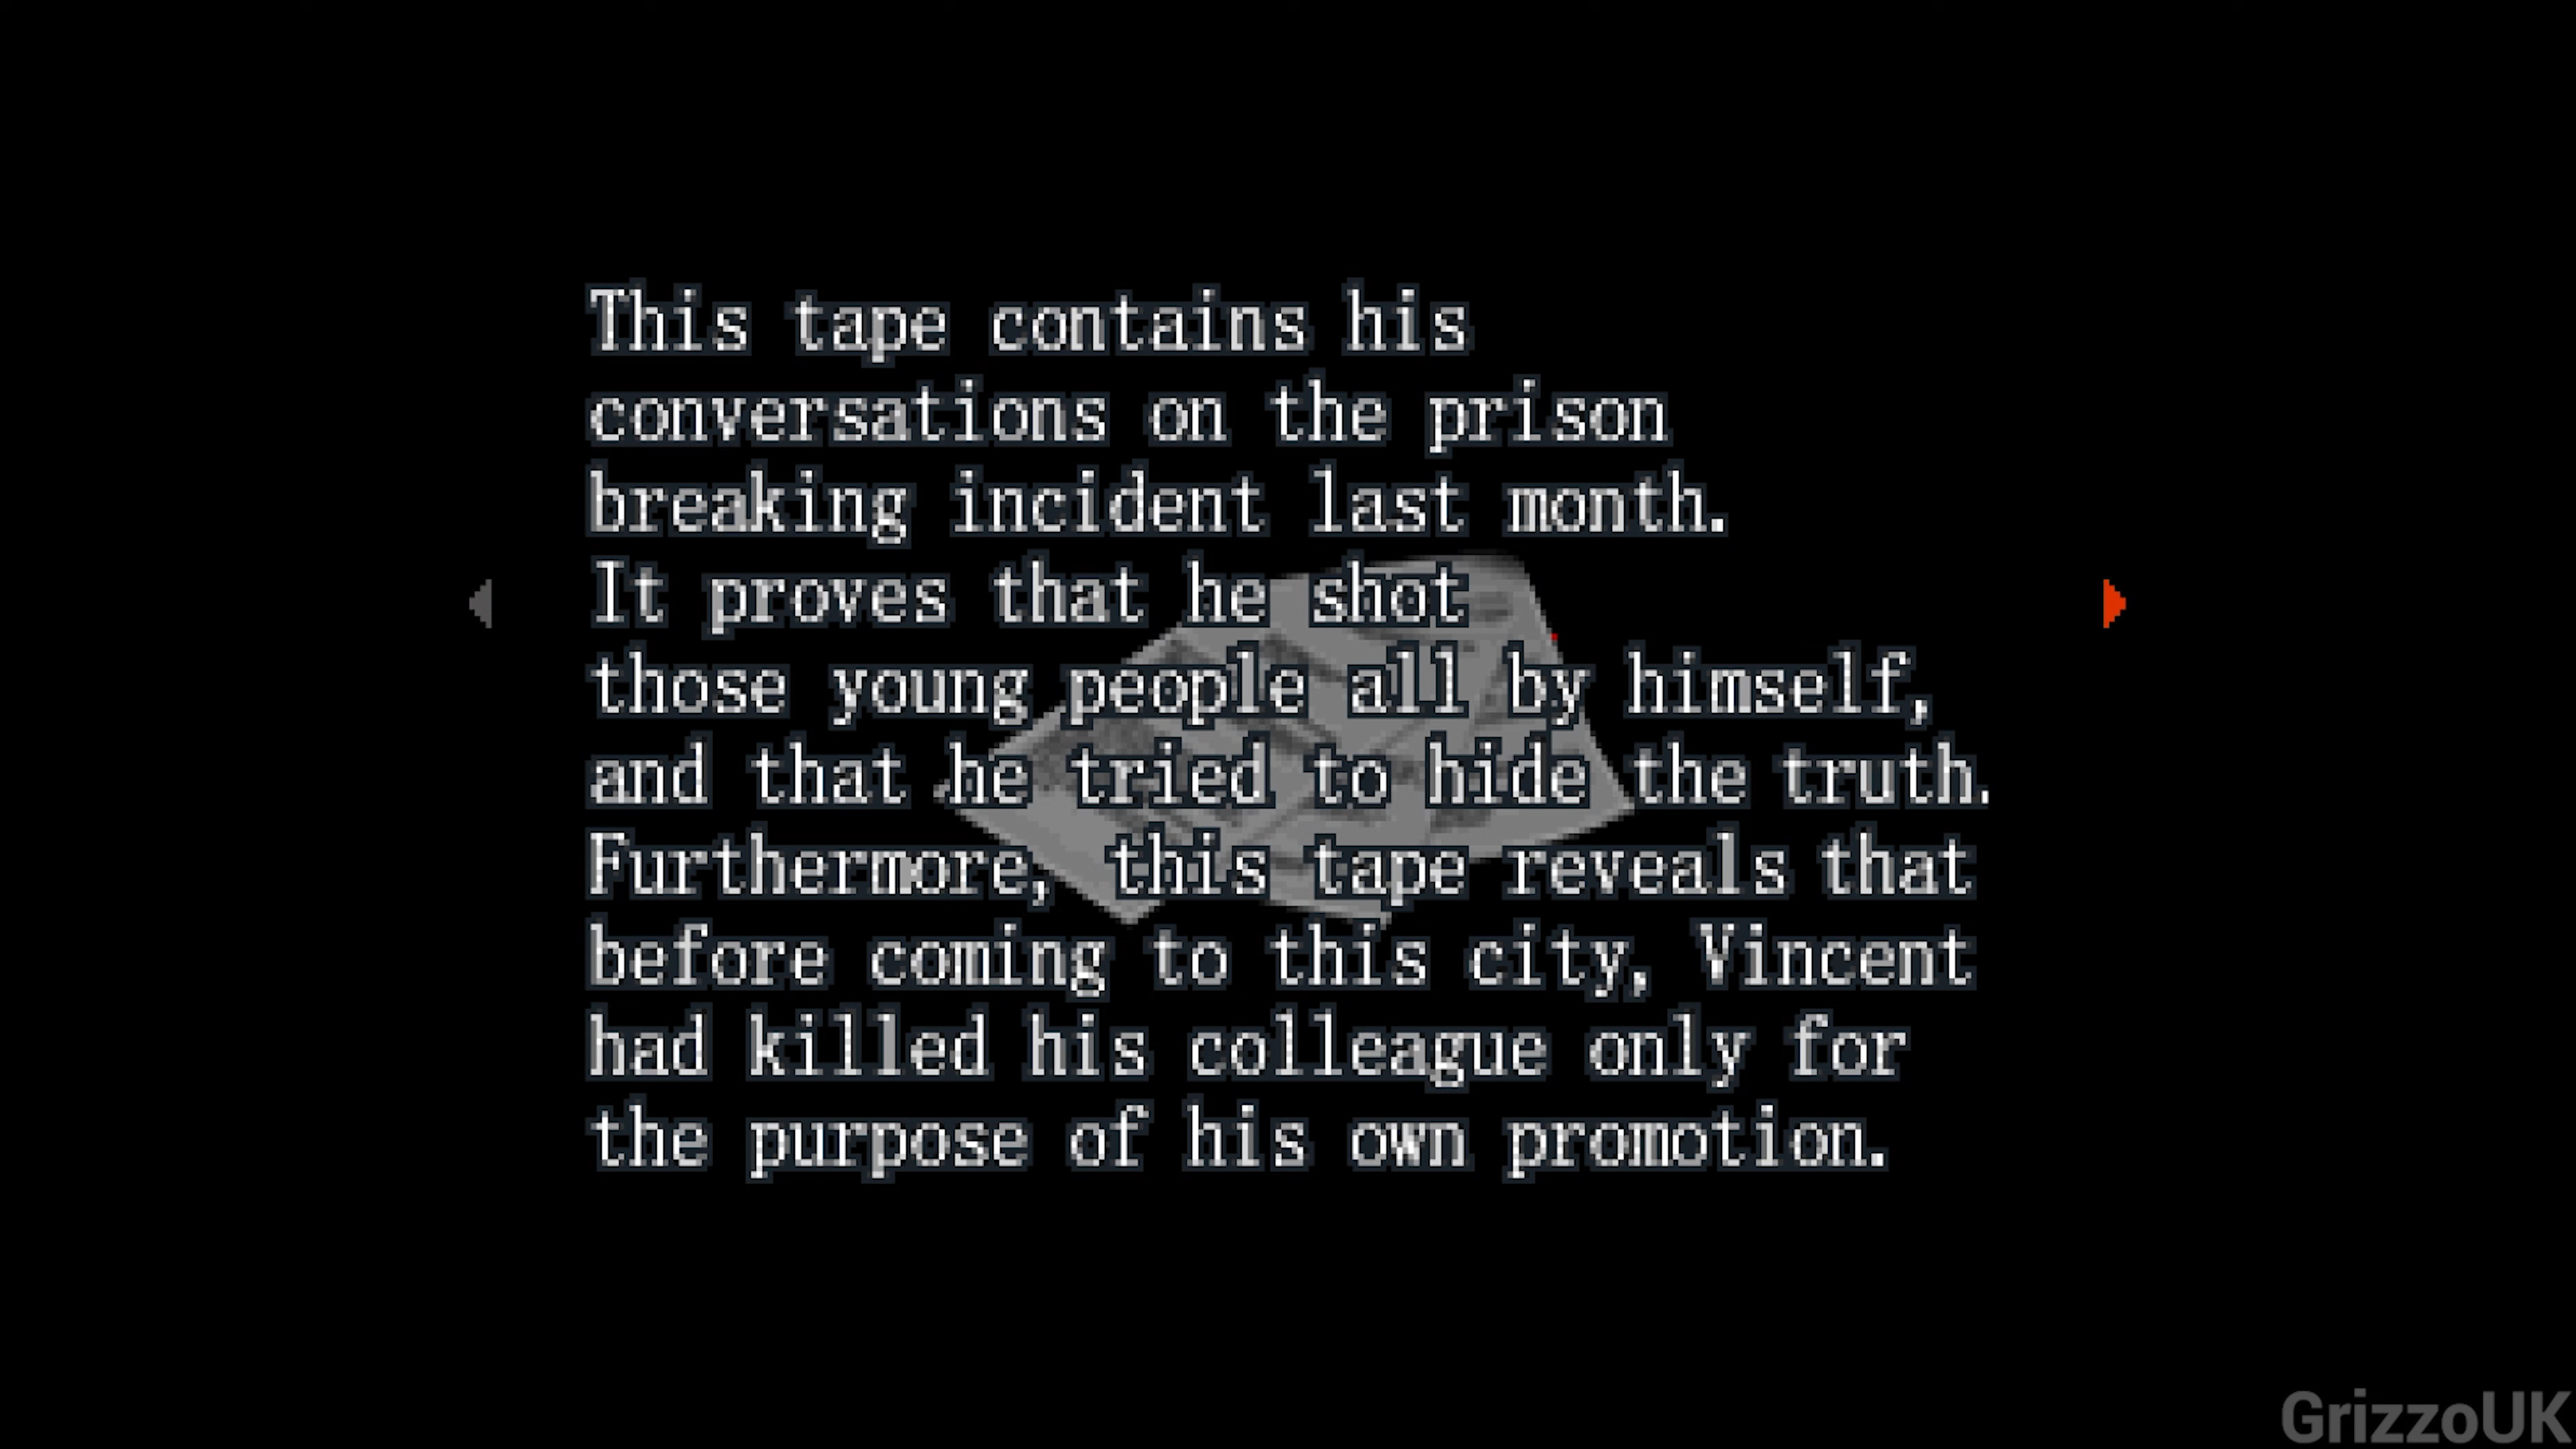 This tape contains his
conversations on the prison
breaking incident last month.
It proves that he shot
those young people all by himself,
and that he tried to hide the truth.
Furthermore, this tape reveals that
before coming to this city, Vincent
had killed his colleague only for
the purpose of his own promotion.
GrizzoUK